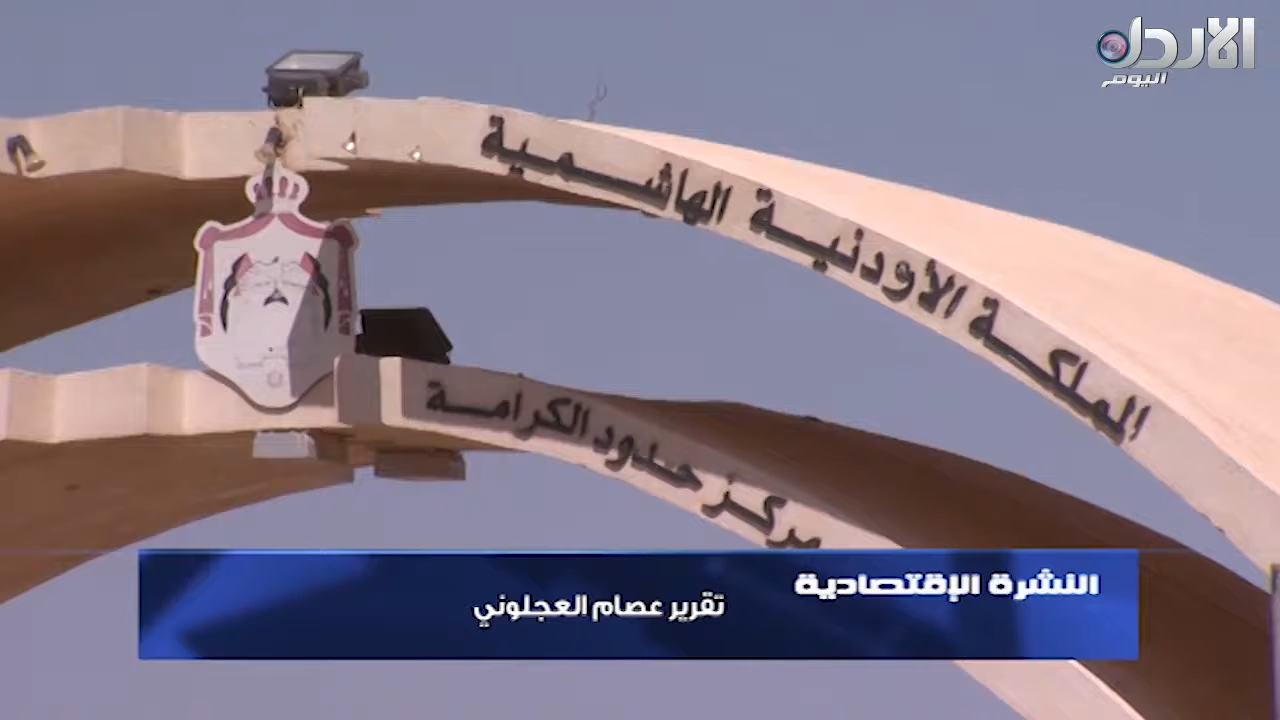 الأردن
اليوم
المملكة الأردنية الهاشمية
مركز حدود الكرامة
النشرة الإقتصادية
تقرير عصام العجلوني